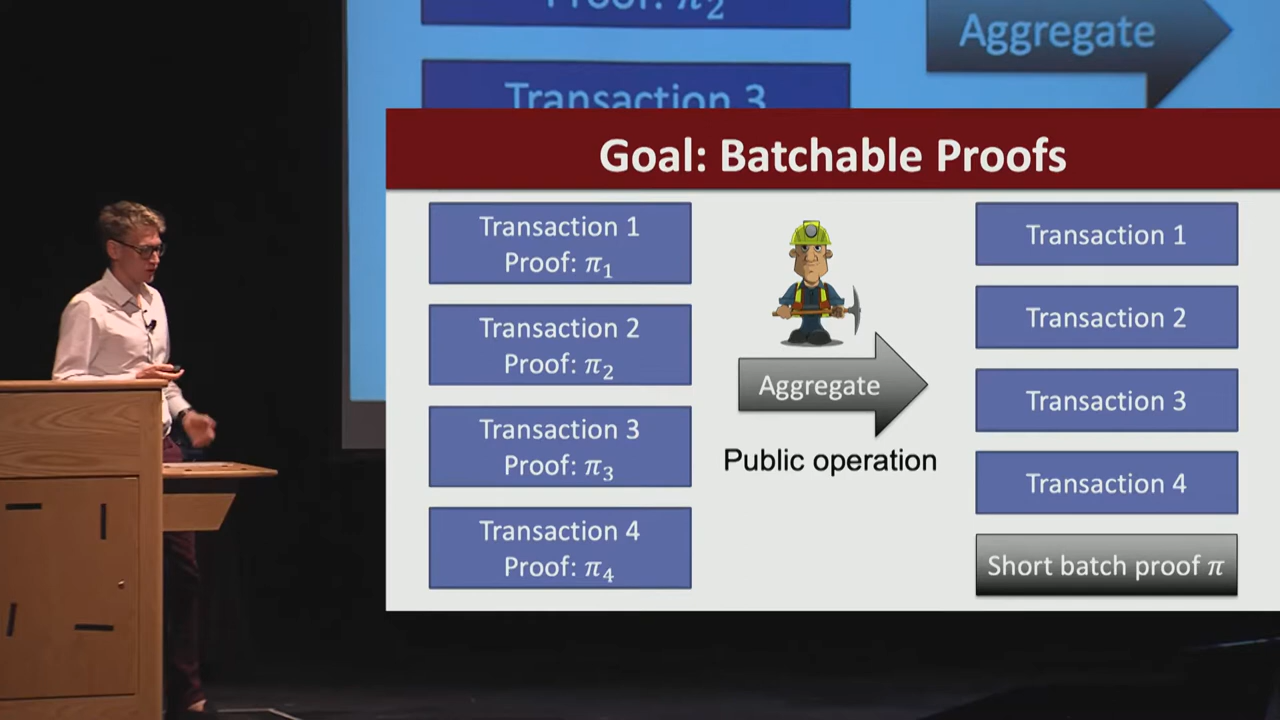 Proof: π₂
Aggregate
Transaction 3
Goal: Batchable Proofs
Transaction 1
Proof: π₁
Transaction 2
Proof: π₂
Transaction 3
Proof: π₃
Transaction 4
Proof: π₄
Aggregate
Public operation
Transaction 1
Transaction 2
Transaction 3
Transaction 4
Short batch proof π